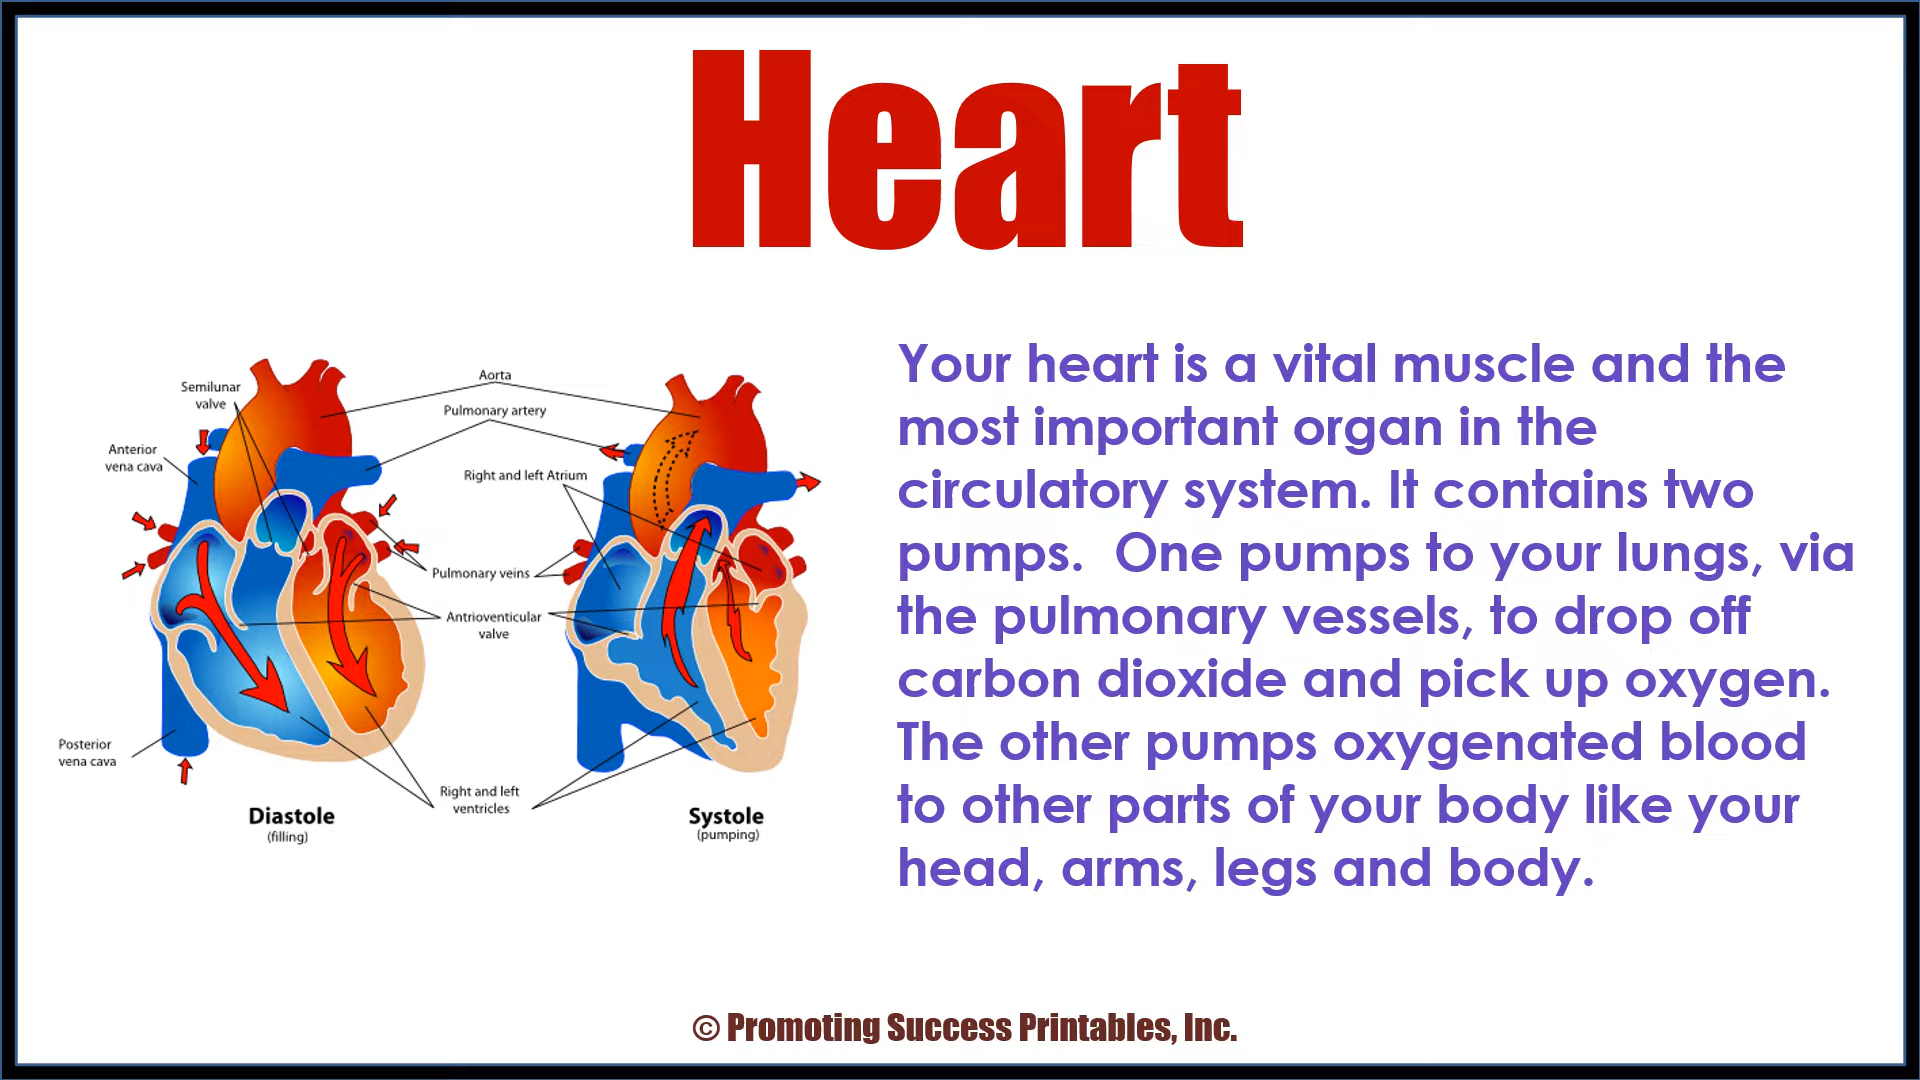 Heart
Semilunar
valve
Aorta
Pulmonary artery
Anterior
vena cava
Right and left Atrium
Pulmonary veins
Antrioventicular
valve
Posterior
vena cava
Right and left
ventricles
Diastole
(filling)
Systole
(pumping)
Your heart is a vital muscle and the
most important organ in the
circulatory system. It contains two
pumps.  One pumps to your lungs, via
the pulmonary vessels, to drop off
carbon dioxide and pick up oxygen.
The other pumps oxygenated blood
to other parts of your body like your
head, arms, legs and body.
© Promoting Success Printables, Inc.